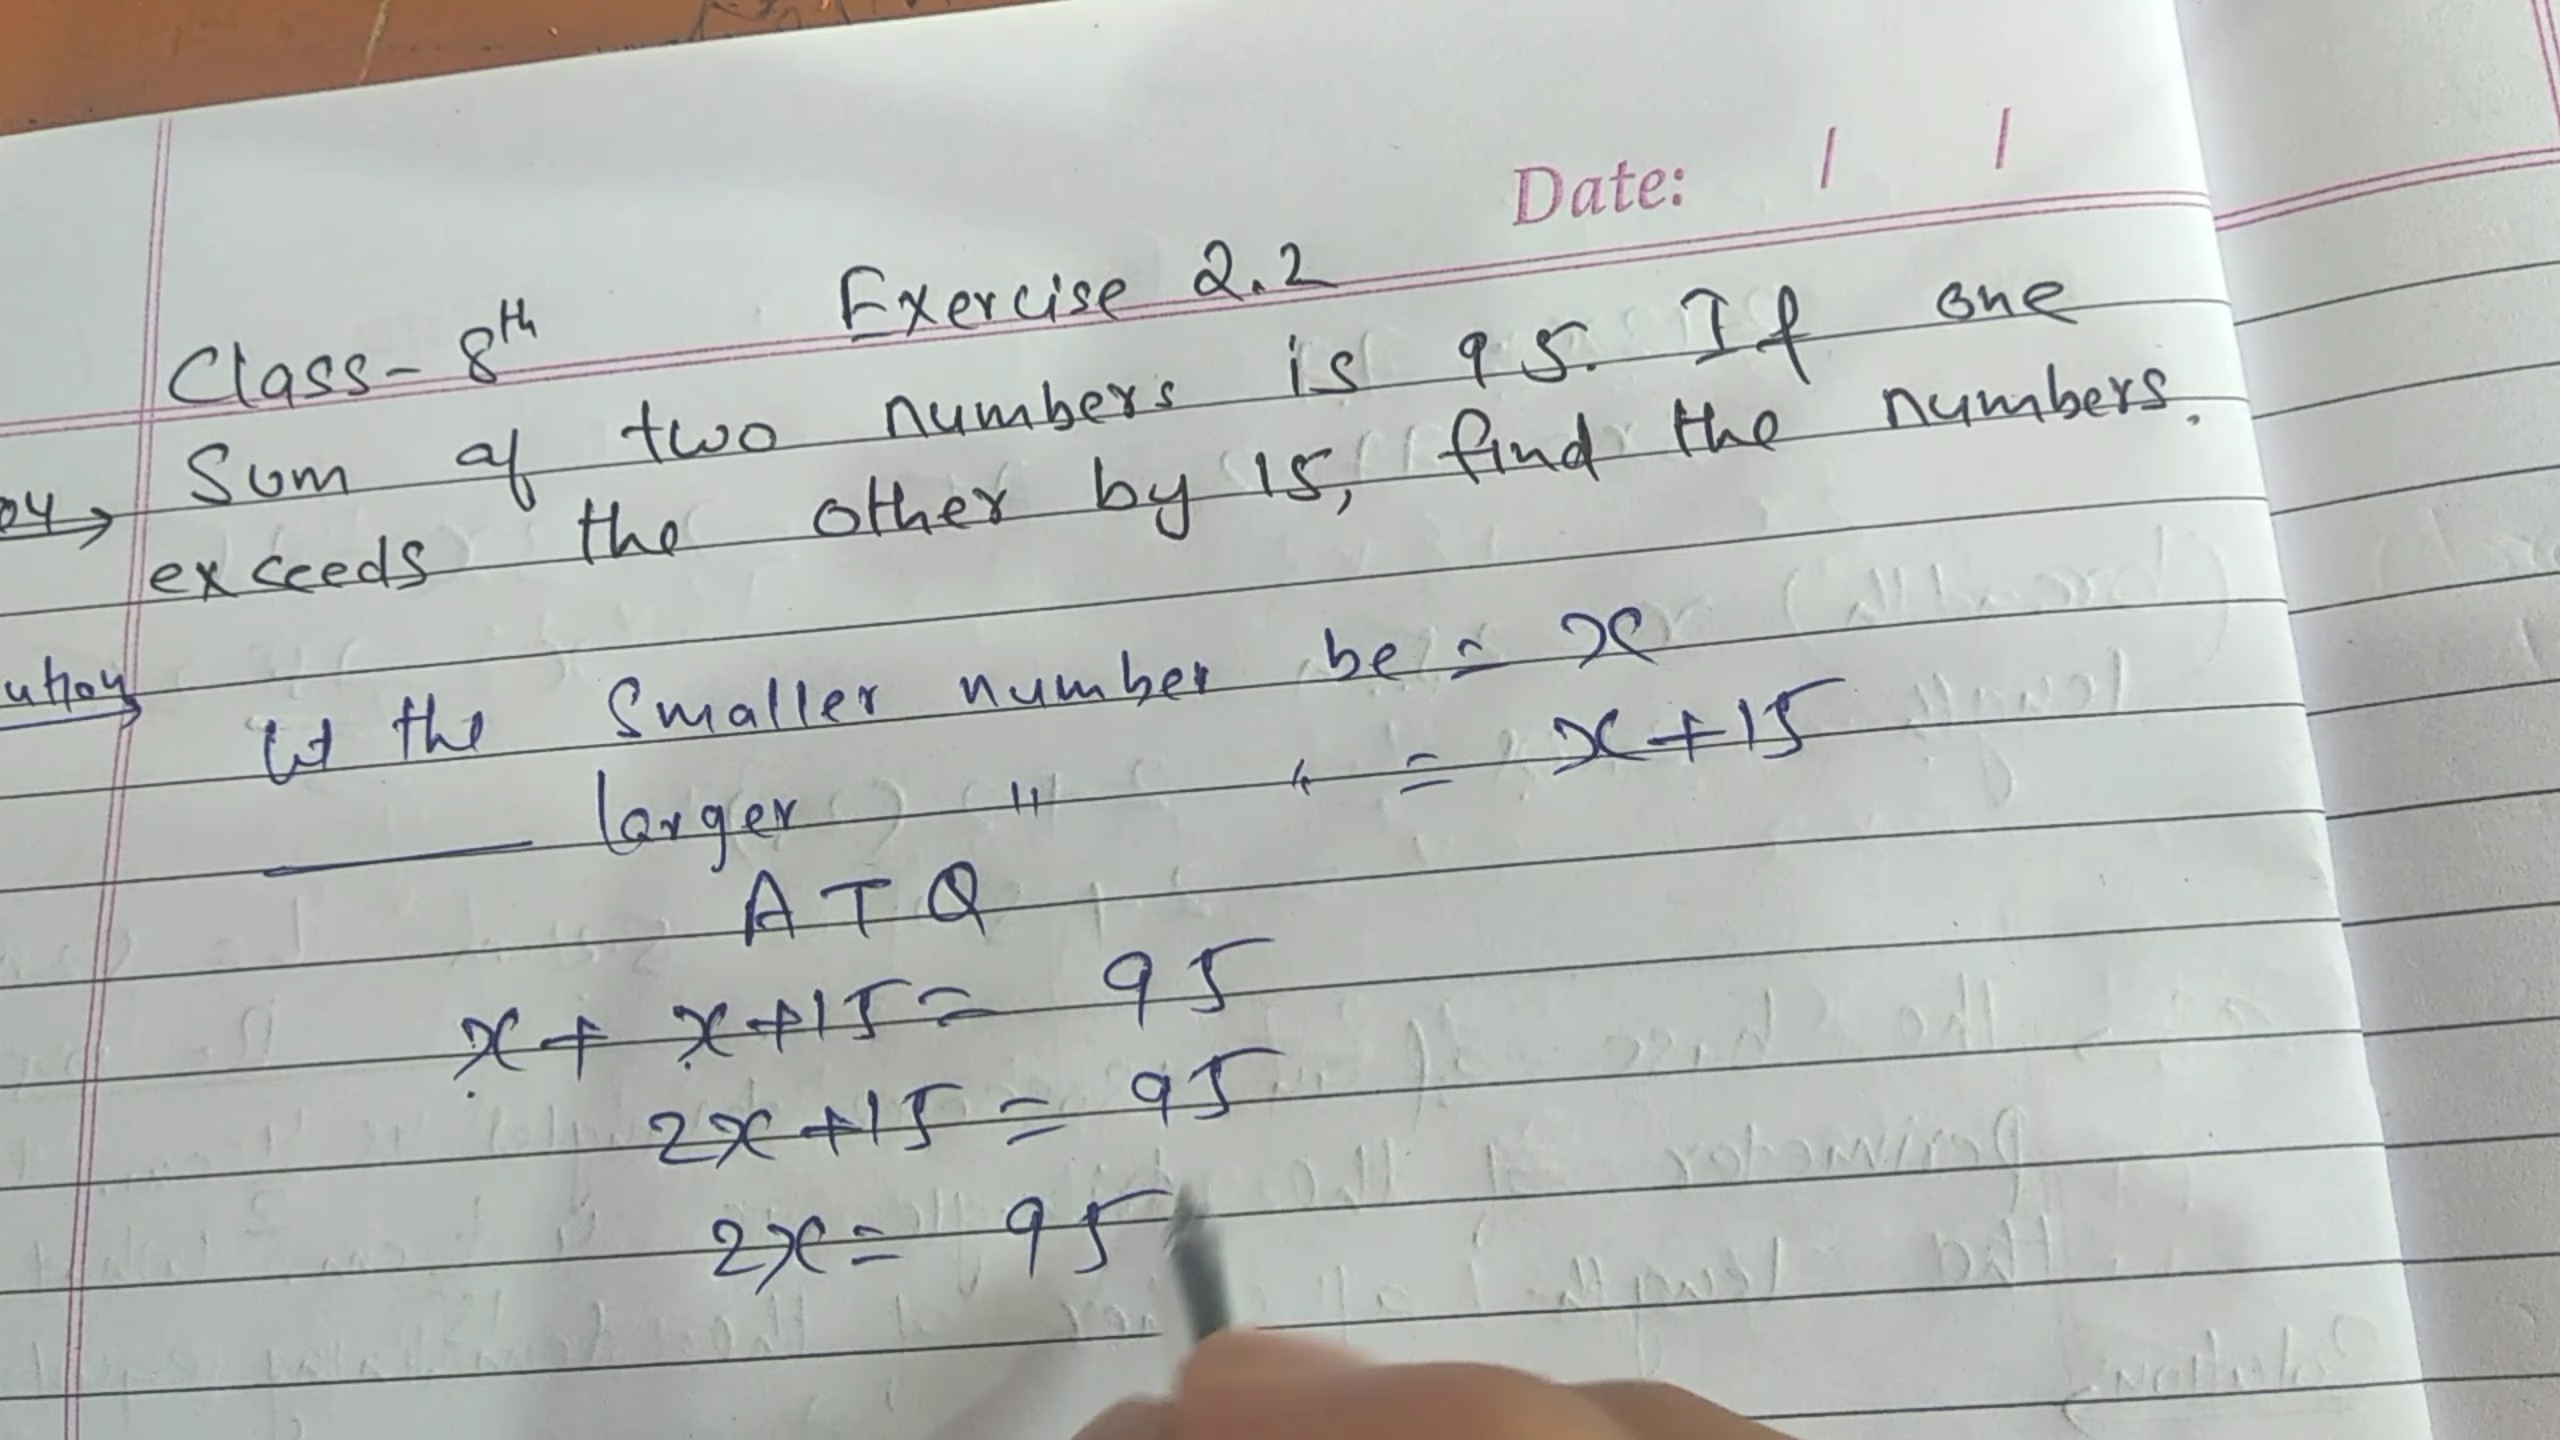 Date: / /
Class- 8th Exercise 2.2
Sum of two numbers is 95. If one
exceeds the other by 15, find the numbers.
Let the Smaller number be = x
larger " " = x+15
ATQ
x + x+15 = 95
2x+15 = 95
2x = 95